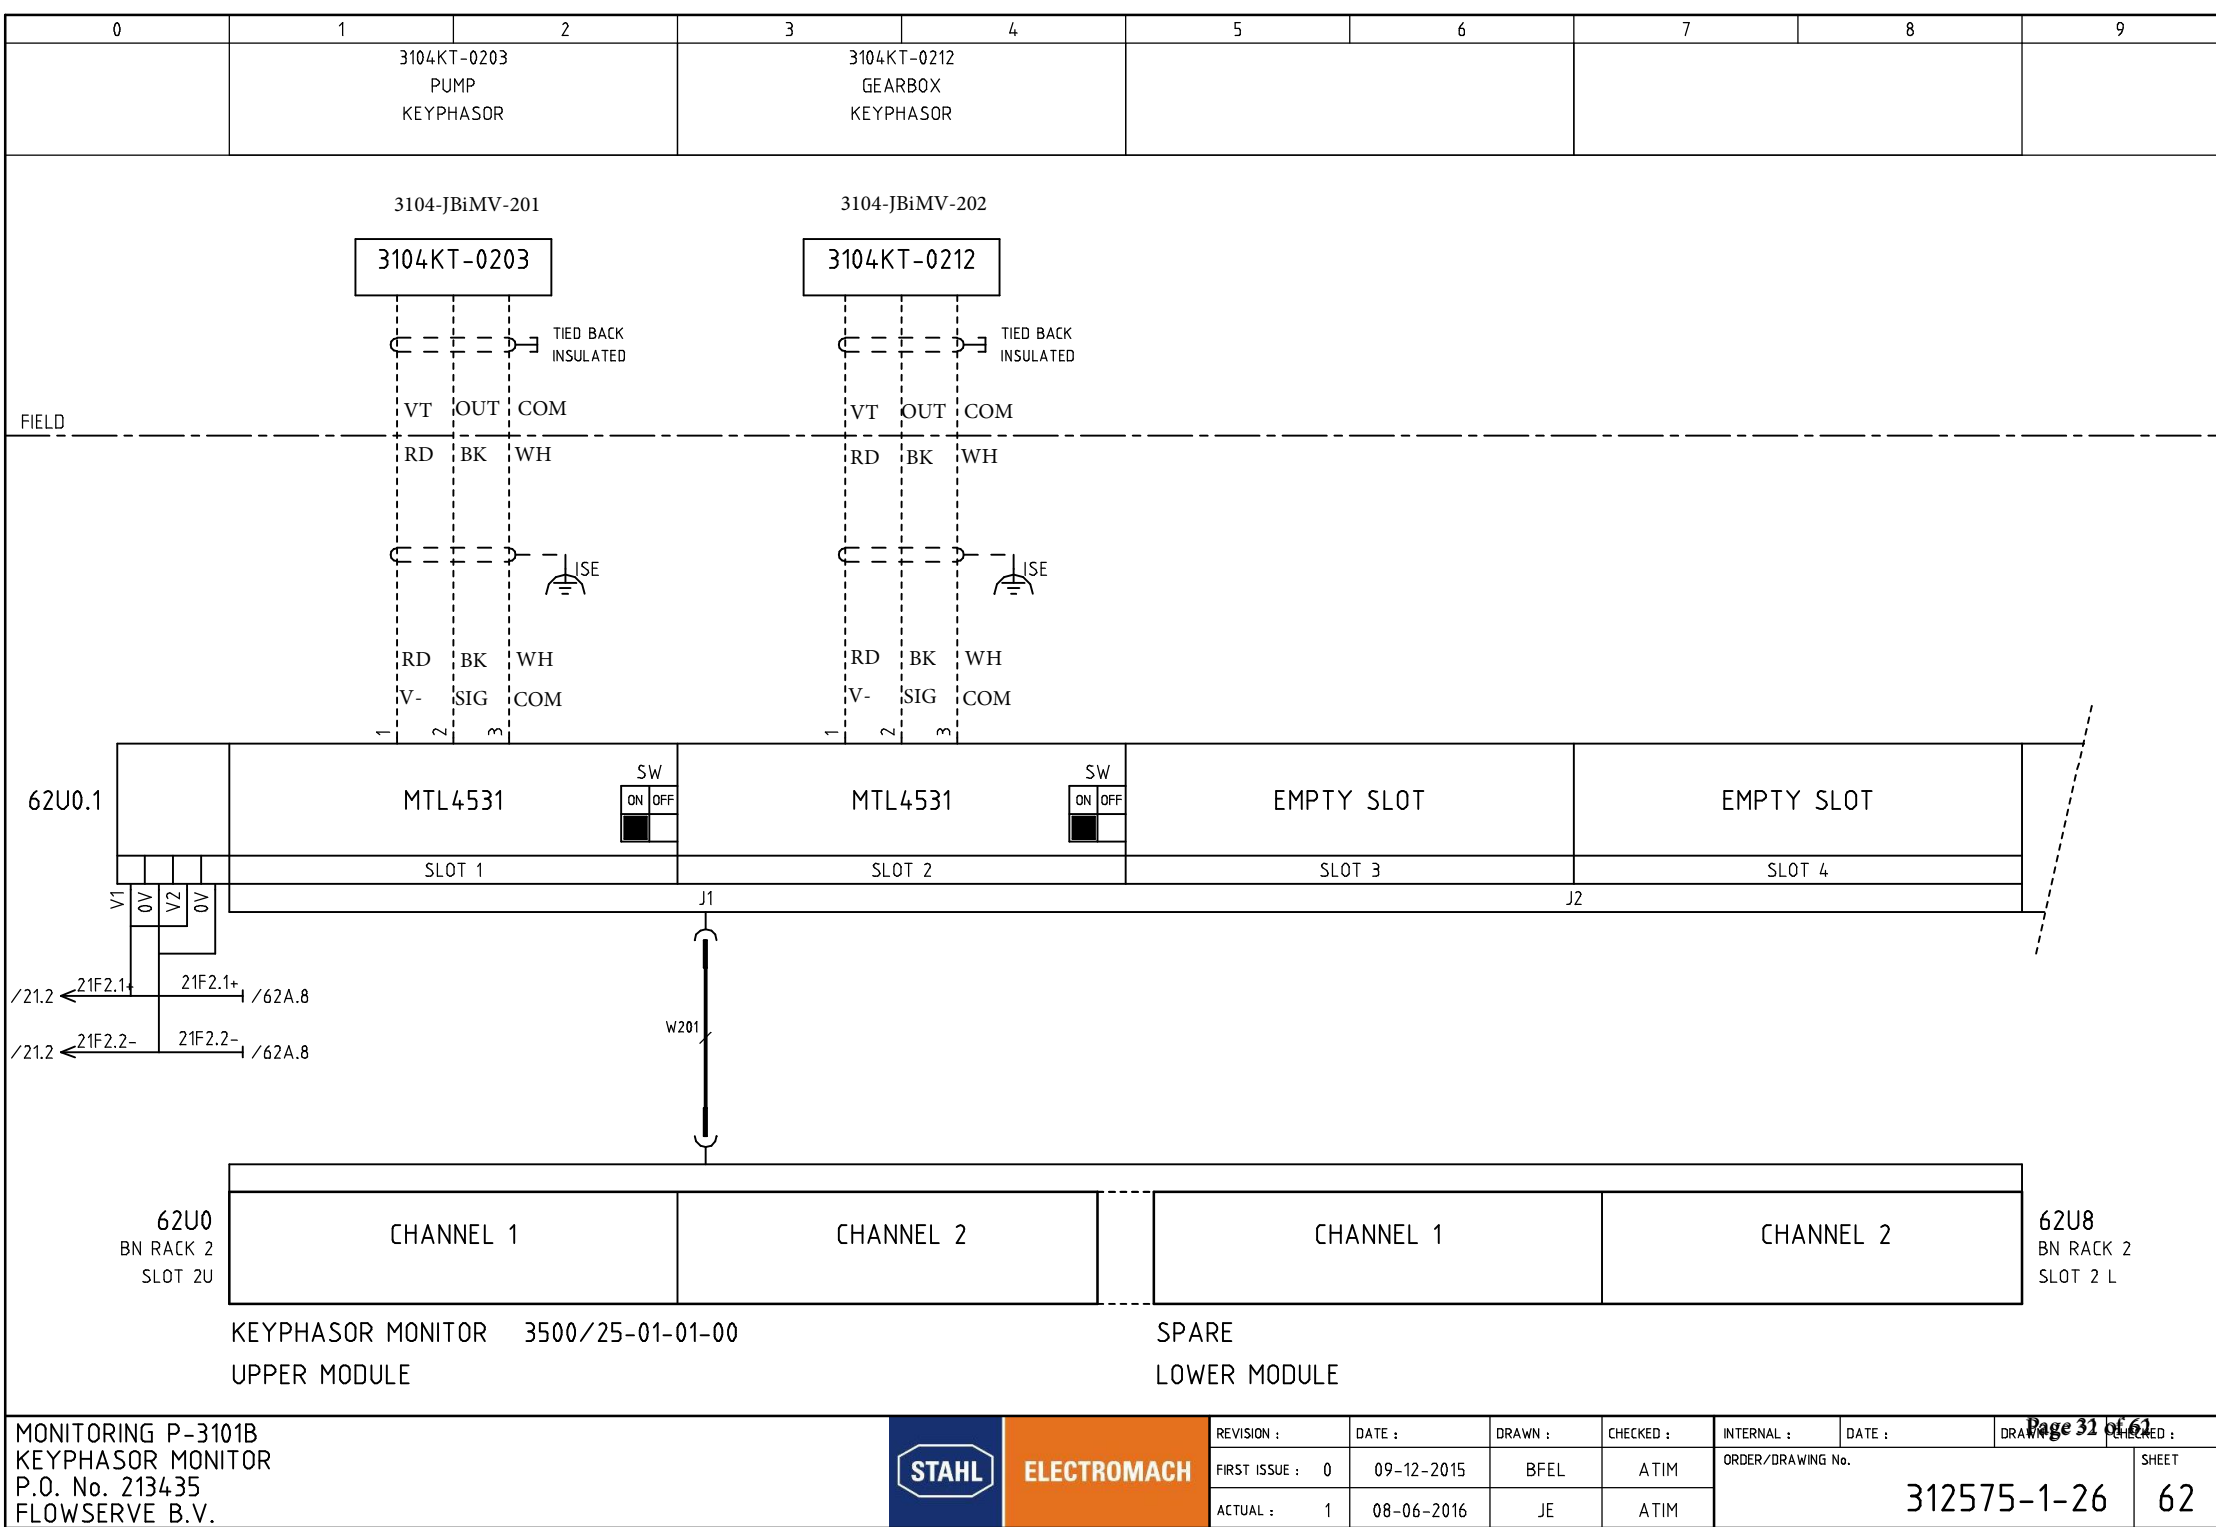 0 1 2 3 4 5 6 7 8 9
3104KT-0203
PUMP
KEYPHASOR
3104KT-0212
GEARBOX
KEYPHASOR
3104-JBiMV-201
3104-JBiMV-202
3104KT-0203
3104KT-0212
TIED BACK
INSULATED
TIED BACK
INSULATED
VT OUT COM
VT OUT COM
FIELD
RD BK WH
RD BK WH
ISE
ISE
RD BK WH
RD BK WH
V- SIG COM
V- SIG COM
1 2 3
1 2 3
62U0.1
MTL4531
SW
ON OFF
MTL4531
SW
ON OFF
EMPTY SLOT
EMPTY SLOT
SLOT 1
SLOT 2
SLOT 3
SLOT 4
V1 0V V2 0V
J1
J2
/21.2 21F2.1+ 21F2.1+ /62A.8
W201
/21.2 21F2.2- 21F2.2- /62A.8
62U0
BN RACK 2
SLOT 2U
CHANNEL 1
CHANNEL 2
CHANNEL 1
CHANNEL 2
62U8
BN RACK 2
SLOT 2 L
KEYPHASOR MONITOR 3500/25-01-01-00
UPPER MODULE
SPARE
LOWER MODULE
MONITORING P-3101B
KEYPHASOR MONITOR
P.O. No. 213435
FLOWSERVE B.V.
STAHL
ELECTROMACH
REVISION : DATE : DRAWN : CHECKED :
FIRST ISSUE : 0 09-12-2015 BFEL ATIM
ACTUAL : 1 08-06-2016 JE ATIM
INTERNAL : DATE : DRAWN : CHECKED :
ORDER/DRAWING No.
312575-1-26
SHEET
62